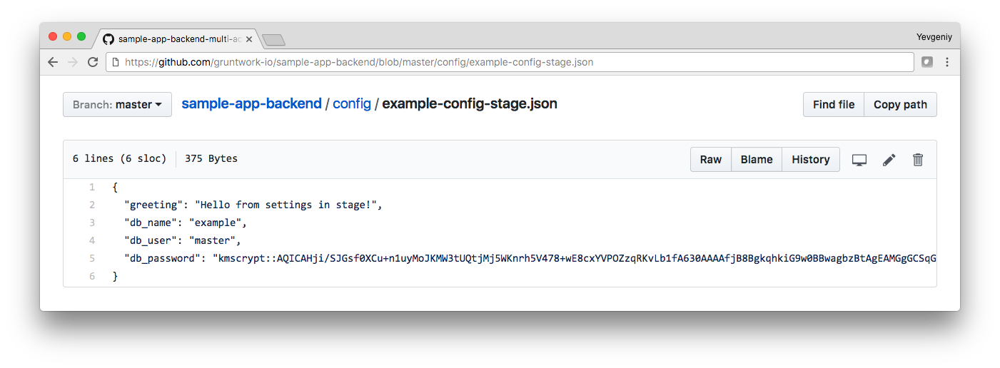 sample-app-backend-multi-ac
Yevgeniy
https://github.com/gruntwork-io/sample-app-backend/blob/master/config/example-config-stage.json
Branch: master
sample-app-backend / config / example-config-stage.json
Find file
Copy path
6 lines (6 sloc)
375 Bytes
Raw
Blame
History
1 {
2 "greeting": "Hello from settings in stage!",
3 "db_name": "example",
4 "db_user": "master",
5 "db_password": "kmscrypt::AQICAHji/SJGsf0XCu+n1uyMoJKMW3tUQtjMj5WKnrh5V478+wE8cxYVPOZzqRKvLb1fA630AAAAfjB8BgkqhkiG9w0BBwagbzBtAgEAMGgGCSqG
6 }